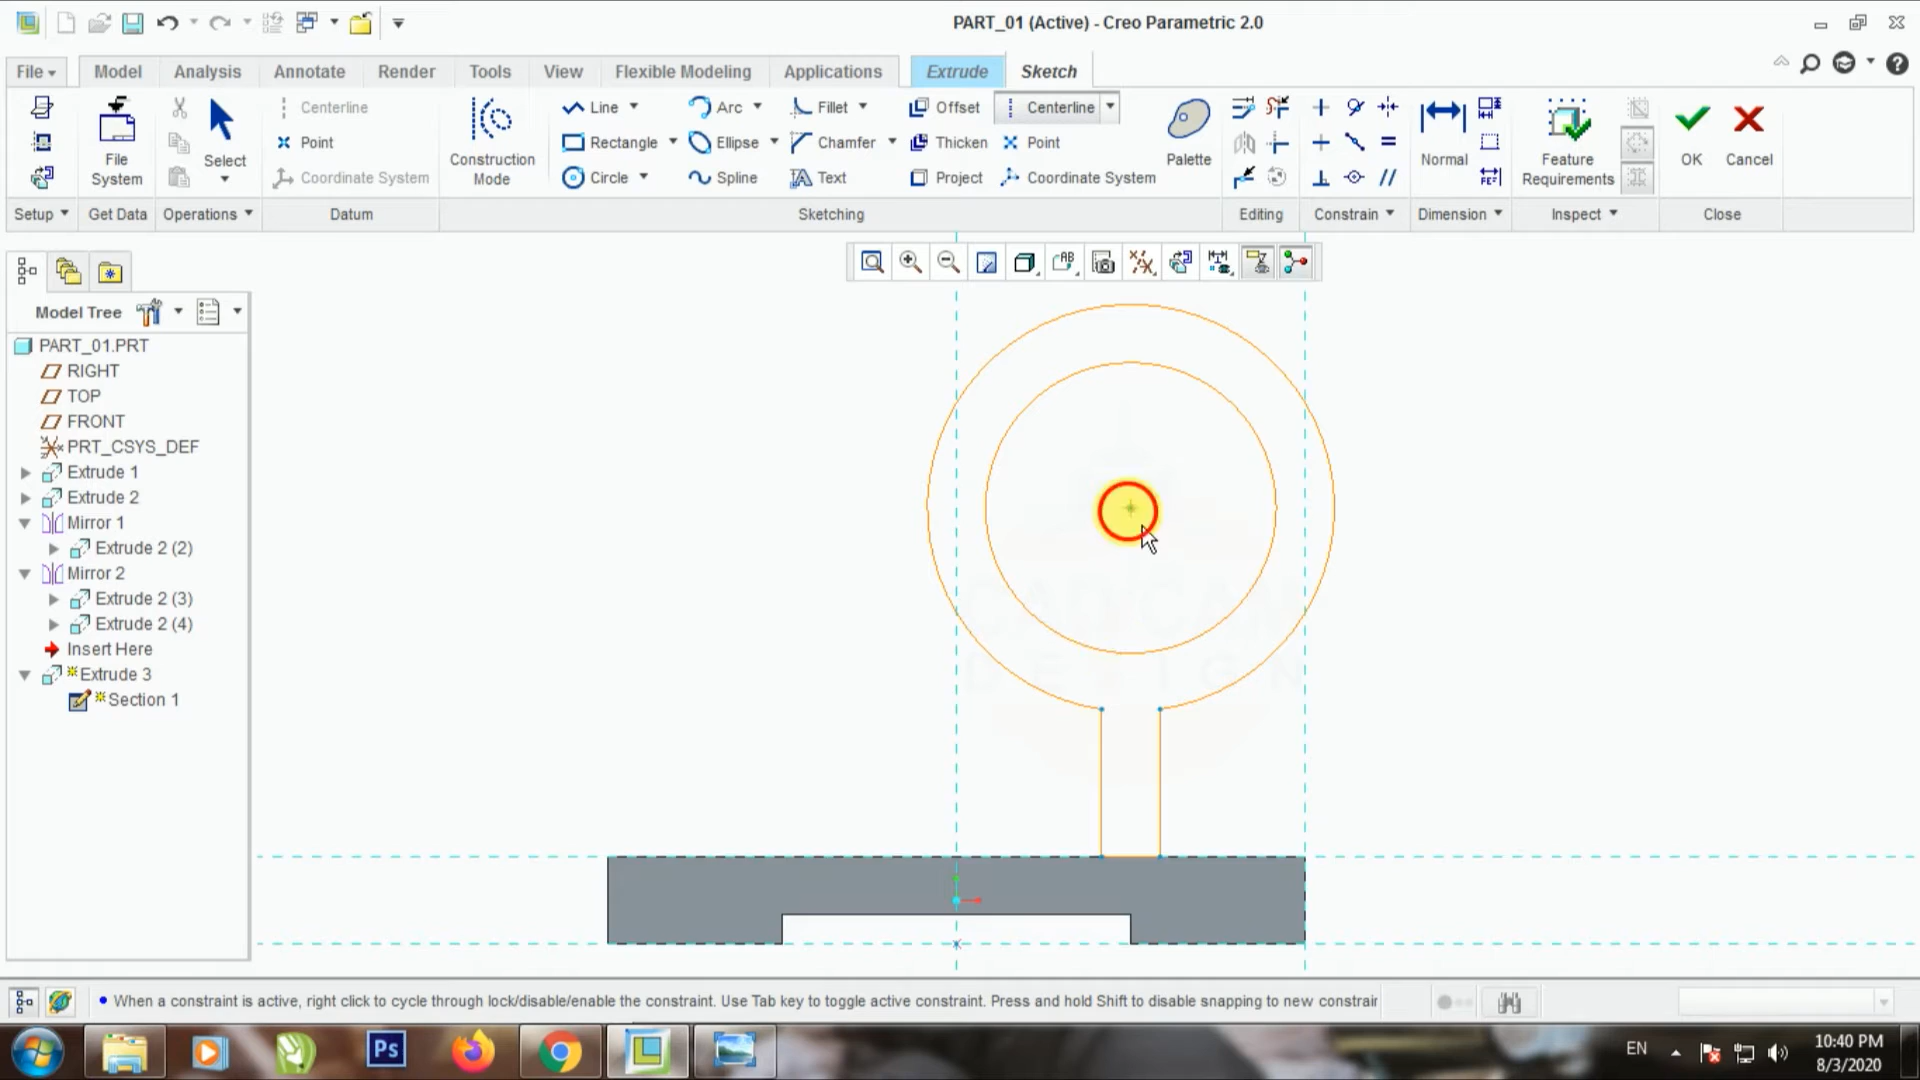 PART_01 (Active) - Creo Parametric 2.0
File Model Analysis Annotate Render Tools View Flexible Modeling Applications Extrude Sketch
Centerline Line Arc Fillet Offset Centerline
Point Rectangle Ellipse Chamfer Thicken Point
File System Select Construction Mode Palette Normal Feature Requirements OK Cancel
Coordinate System Circle Spline Text Project Coordinate System
Setup Get Data Operations Datum Sketching Editing Constrain Dimension Inspect Close
Model Tree
PART_01.PRT
RIGHT
TOP
FRONT
PRT_CSYS_DEF
Extrude 1
Extrude 2
Mirror 1
Extrude 2 (2)
Mirror 2
Extrude 2 (3)
Extrude 2 (4)
Insert Here
Extrude 3
Section 1
When a constraint is active, right click to cycle through lock/disable/enable the constraint. Use Tab key to toggle active constraint. Press and hold Shift to disable snapping to new constrair
Ps
EN
10:40 PM
8/3/2020